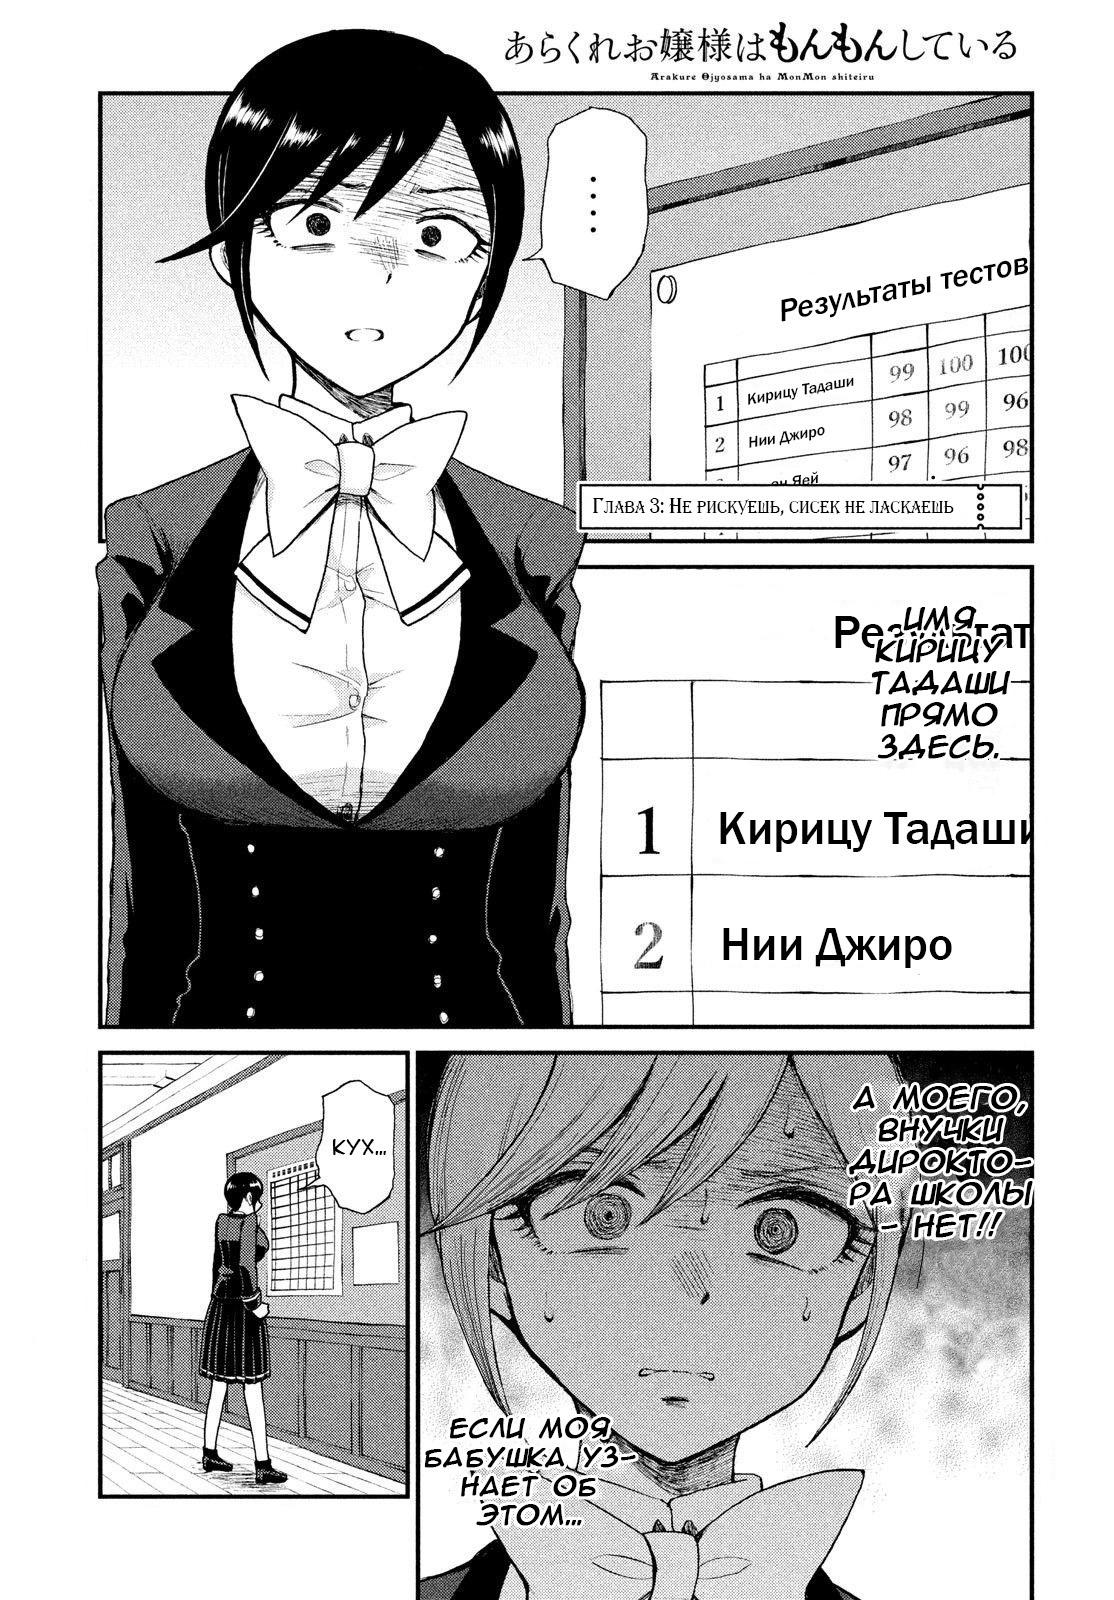 あらくれお嬢様はもんもんしている
Arakure Ojyosama ha MonMon shiteiru
....
Результаты тестов
1 Кирицу Тадаши 99 100 100
2 Нии Джиро 98 99 96
Яей 97 96 98
Глава 3: Не рискуешь, сисек не ласкаешь
Результат
ИМЯ
КИРИЦУ
ТАДАШИ
ПРЯМО
ЗДЕСЬ.
1 Кирицу Тадаши
2 Нии Джиро
КУХ...
А МОЕГО,
ВНУЧКИ
ДИРОКТО-
РА ШКОЛЫ
- НЕТ!!
ЕСЛИ МОЯ
БАБУШКА УЗ-
НАЕТ ОБ
ЭТОМ...